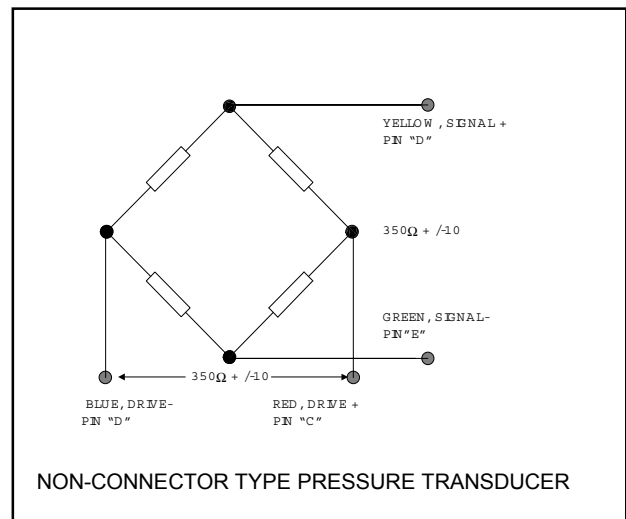 YELLOW, SIGNAL +
PIN "D"
350Ω + /-10
GREEN, SIGNAL-
PIN"E"
350Ω + /-10
BLUE, DRIVE-
PIN "D"
RED, DRIVE +
PIN "C"
NON-CONNECTOR TYPE PRESSURE TRANSDUCER